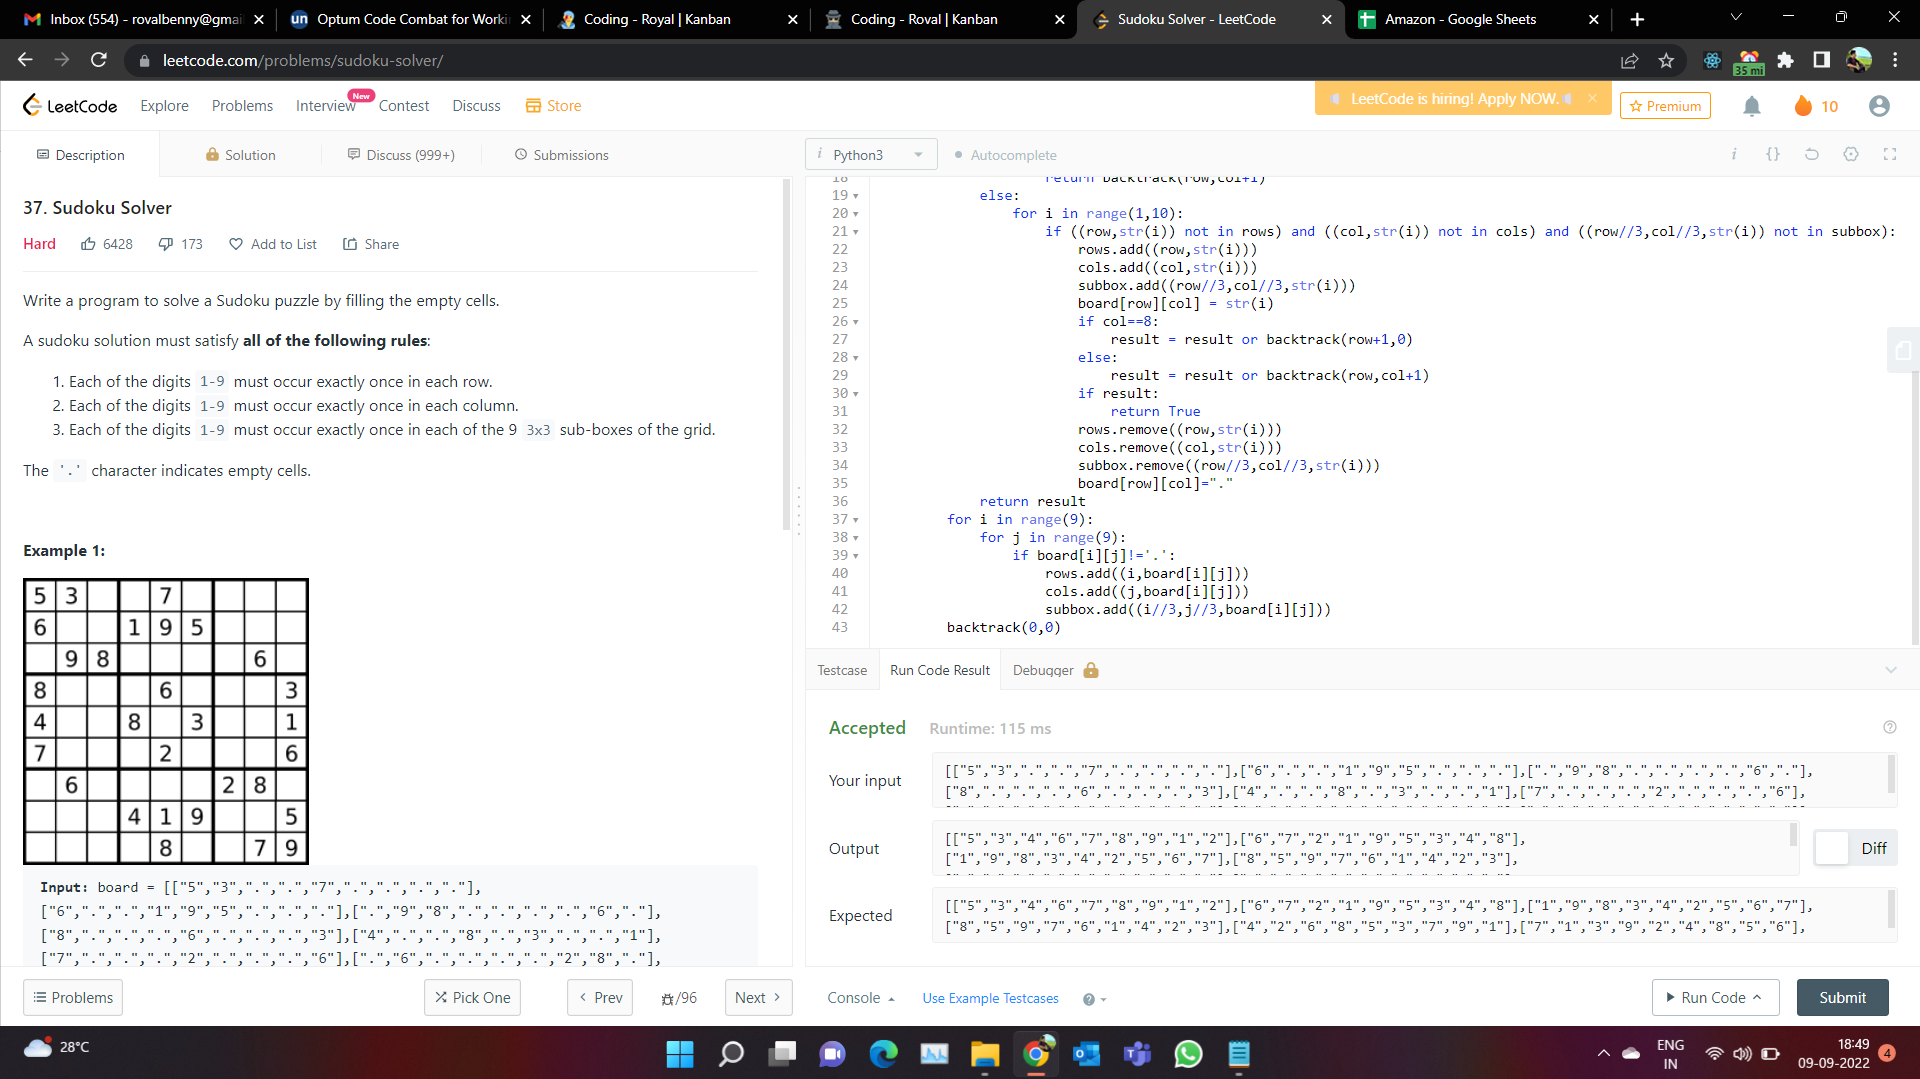 Inbox (554) - rovalbenny@gmai
Optum Code Combat for Worki
Coding - Royal | Kanban
Coding - Roval | Kanban
Sudoku Solver - LeetCode
Amazon - Google Sheets
leetcode.com/problems/sudoku-solver/
35 mi
LeetCode
Explore
Problems
Interview
New
Contest
Discuss
Store
LeetCode is hiring! Apply NOW.
Premium
10
Description
Solution
Discuss (999+)
Submissions
i Python3
Autocomplete
37. Sudoku Solver
Hard 6428 173 Add to List Share
Write a program to solve a Sudoku puzzle by filling the empty cells.
A sudoku solution must satisfy all of the following rules:
1. Each of the digits 1-9 must occur exactly once in each row.
2. Each of the digits 1-9 must occur exactly once in each column.
3. Each of the digits 1-9 must occur exactly once in each of the 9 3x3 sub-boxes of the grid.
The '.' character indicates empty cells.
Example 1:
5 3 7
6 1 9 5
9 8 6
8 6 3
4 8 3 1
7 2 6
6 2 8
4 1 9 5
8 7 9
Input: board = [["5","3",".",".","7",".",".",".","."],
["6",".",".","1","9","5",".",".","."],[".","9","8",".",".",".",".","6","."],
["8",".",".",".","6",".",".",".","3"],["4",".",".","8",".","3",".",".","1"],
["7",".",".",".","2",".",".",".","6"],[".","6",".",".",".",".","2","8","."],
18 return backtrack(row,col+1)
19 else:
20 for i in range(1,10):
21 if ((row,str(i)) not in rows) and ((col,str(i)) not in cols) and ((row//3,col//3,str(i)) not in subbox):
22 rows.add((row,str(i)))
23 cols.add((col,str(i)))
24 subbox.add((row//3,col//3,str(i)))
25 board[row][col] = str(i)
26 if col==8:
27 result = result or backtrack(row+1,0)
28 else:
29 result = result or backtrack(row,col+1)
30 if result:
31 return True
32 rows.remove((row,str(i)))
33 cols.remove((col,str(i)))
34 subbox.remove((row//3,col//3,str(i)))
35 board[row][col]="."
36 return result
37 for i in range(9):
38 for j in range(9):
39 if board[i][j]!='.':
40 rows.add((i,board[i][j]))
41 cols.add((j,board[i][j]))
42 subbox.add((i//3,j//3,board[i][j]))
43 backtrack(0,0)
Testcase
Run Code Result
Debugger
Accepted Runtime: 115 ms
Your input
[["5","3",".",".","7",".",".",".","."],["6",".",".","1","9","5",".",".","."],[".","9","8",".",".",".",".","6","."],
["8",".",".",".","6",".",".",".","3"],["4",".",".","8",".","3",".",".","1"],["7",".",".",".","2",".",".",".","6"],
Output
[["5","3","4","6","7","8","9","1","2"],["6","7","2","1","9","5","3","4","8"],
["1","9","8","3","4","2","5","6","7"],["8","5","9","7","6","1","4","2","3"],
Diff
Expected
[["5","3","4","6","7","8","9","1","2"],["6","7","2","1","9","5","3","4","8"],["1","9","8","3","4","2","5","6","7"],
["8","5","9","7","6","1","4","2","3"],["4","2","6","8","5","3","7","9","1"],["7","1","3","9","2","4","8","5","6"],
Problems
Pick One
Prev
/96
Next
Console
Use Example Testcases
Run Code
Submit
28°C
ENG
IN
18:49
09-09-2022
4